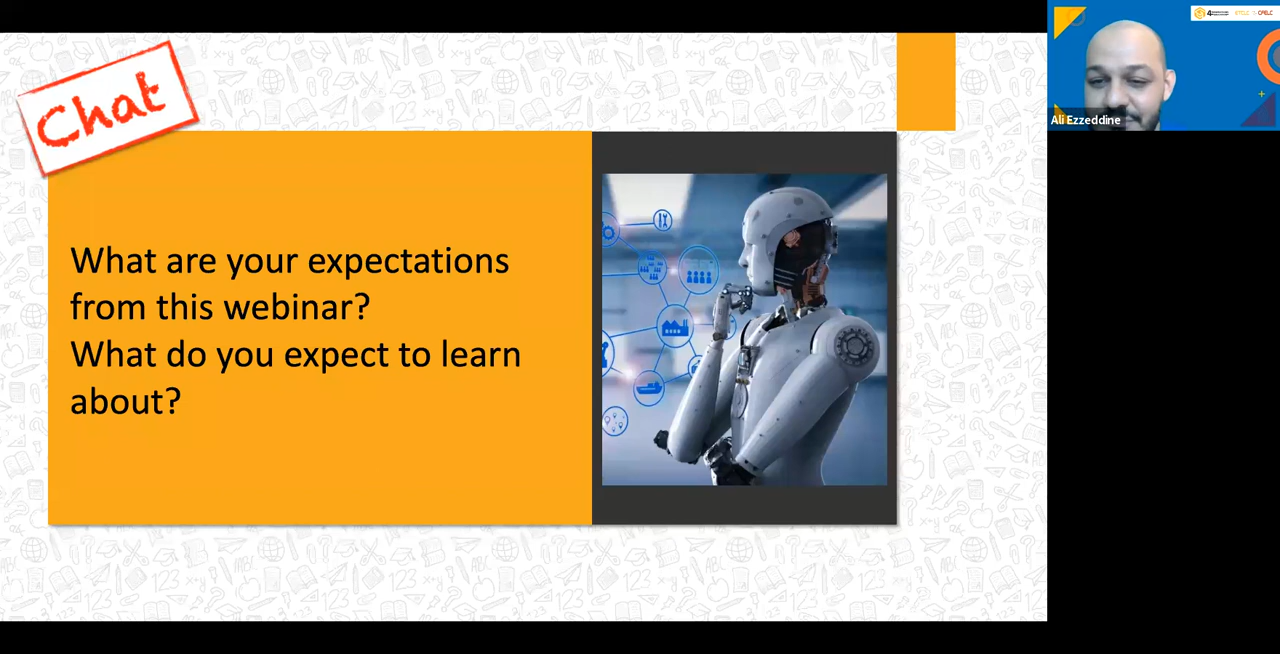 Chat
What are your expectations
from this webinar?
What do you expect to learn
about?
Ali Ezzeddine